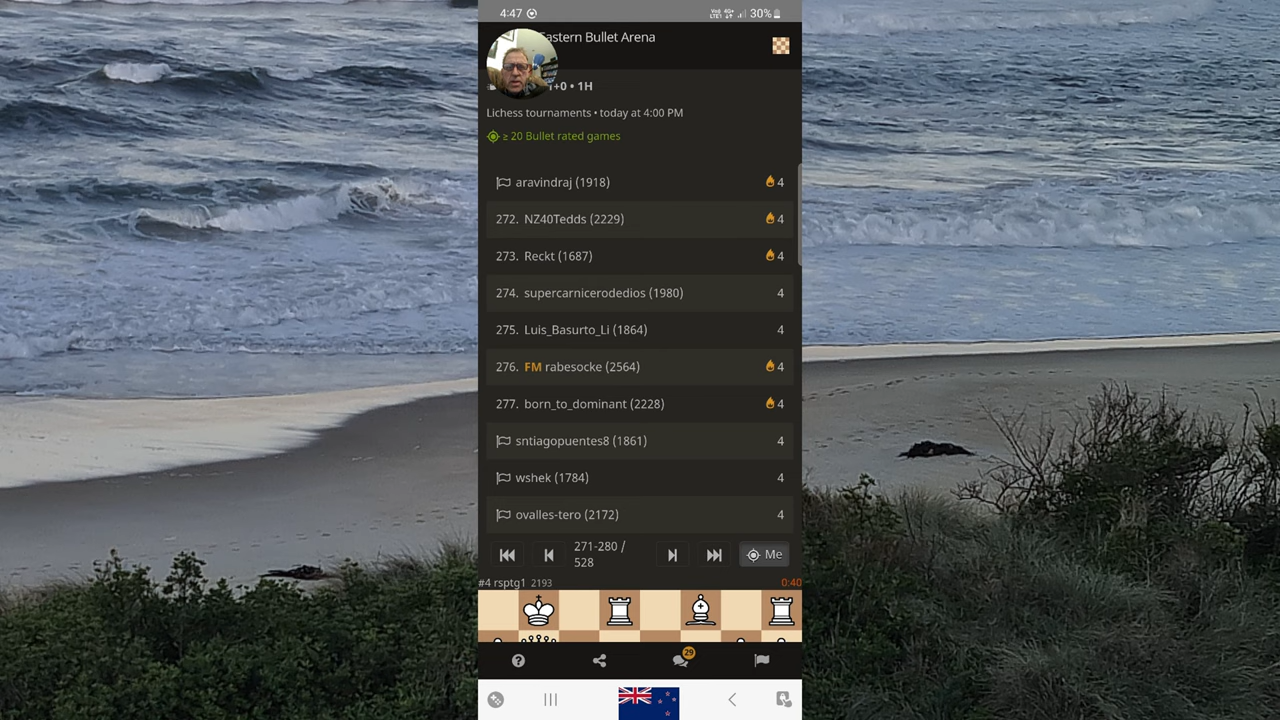 4:47 30%
Eastern Bullet Arena
1+0 • 1H
Lichess tournaments • today at 4:00 PM
≥ 20 Bullet rated games
aravindraj (1918) 4
272. NZ40Tedds (2229) 4
273. Reckt (1687) 4
274. supercarnicerodedios (1980) 4
275. Luis_Basurto_Li (1864) 4
276. FM rabesocke (2564) 4
277. born_to_dominant (2228) 4
sntiagopuentes8 (1861) 4
wshek (1784) 4
ovalles-tero (2172) 4
271-280 /
528
Me
#4 rsptg1 2193 0:40
29